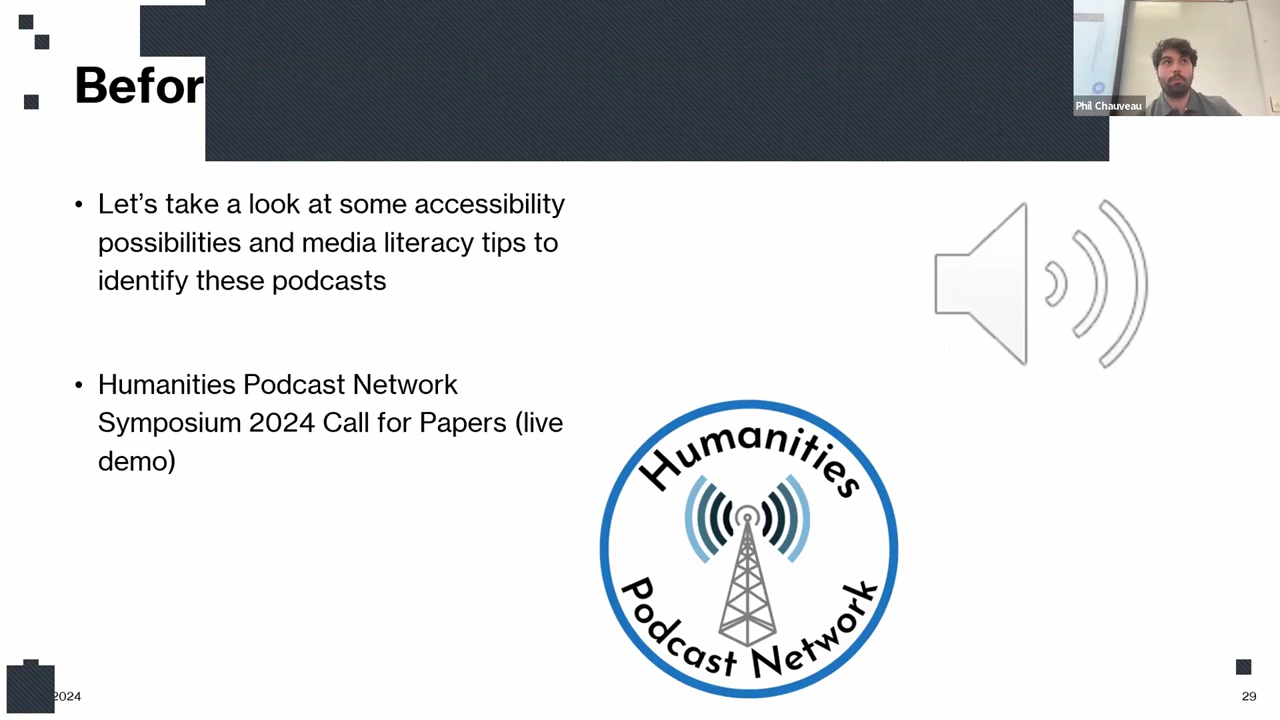 Befor
Phil Chauveau
• Let’s take a look at some accessibility
possibilities and media literacy tips to
identify these podcasts
• Humanities Podcast Network
Symposium 2024 Call for Papers (live
demo)
Humanities
Podcast Network
2024
29